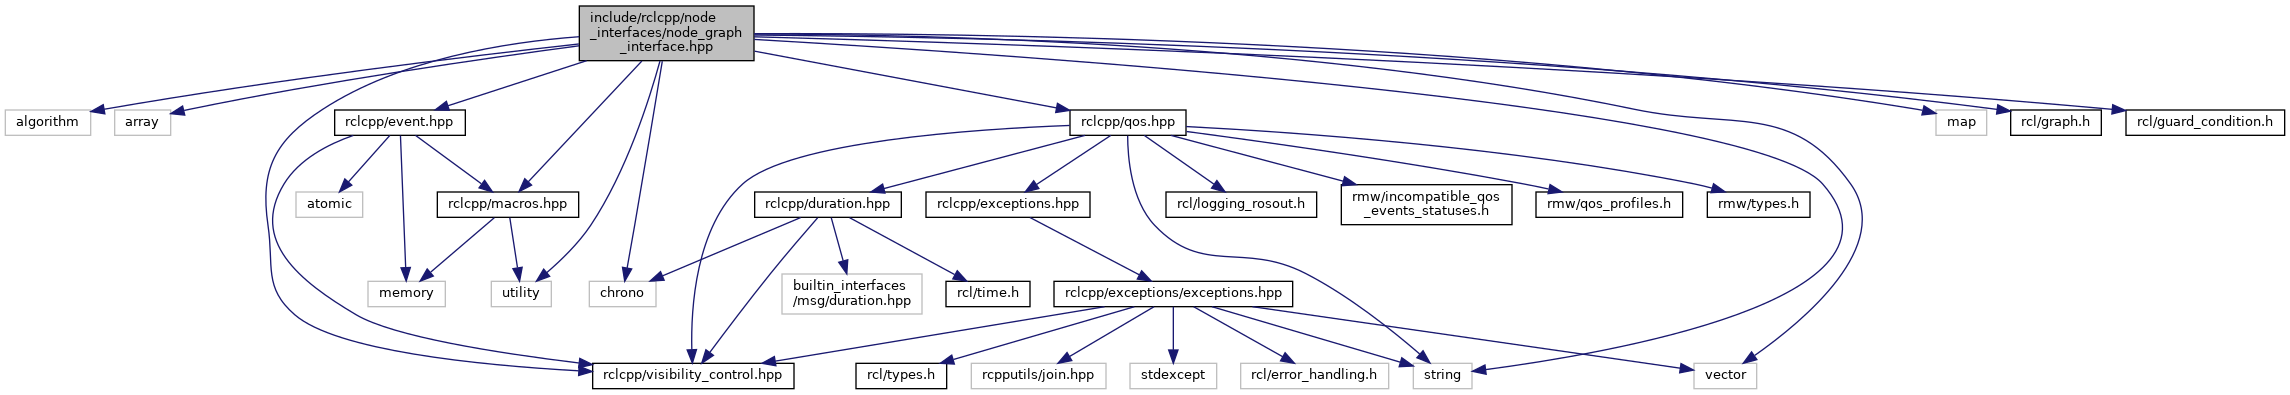 include/rclcpp/node
_interfaces/node_graph
_interface.hpp
algorithm
array
rclcpp/event.hpp
rclcpp/qos.hpp
map
rcl/graph.h
rcl/guard_condition.h
atomic
rclcpp/macros.hpp
rclcpp/duration.hpp
rclcpp/exceptions.hpp
rcl/logging_rosout.h
rmw/incompatible_qos
_events_statuses.h
rmw/qos_profiles.h
rmw/types.h
memory
utility
chrono
builtin_interfaces
/msg/duration.hpp
rcl/time.h
rclcpp/exceptions/exceptions.hpp
rclcpp/visibility_control.hpp
rcl/types.h
rcpputils/join.hpp
stdexcept
rcl/error_handling.h
string
vector